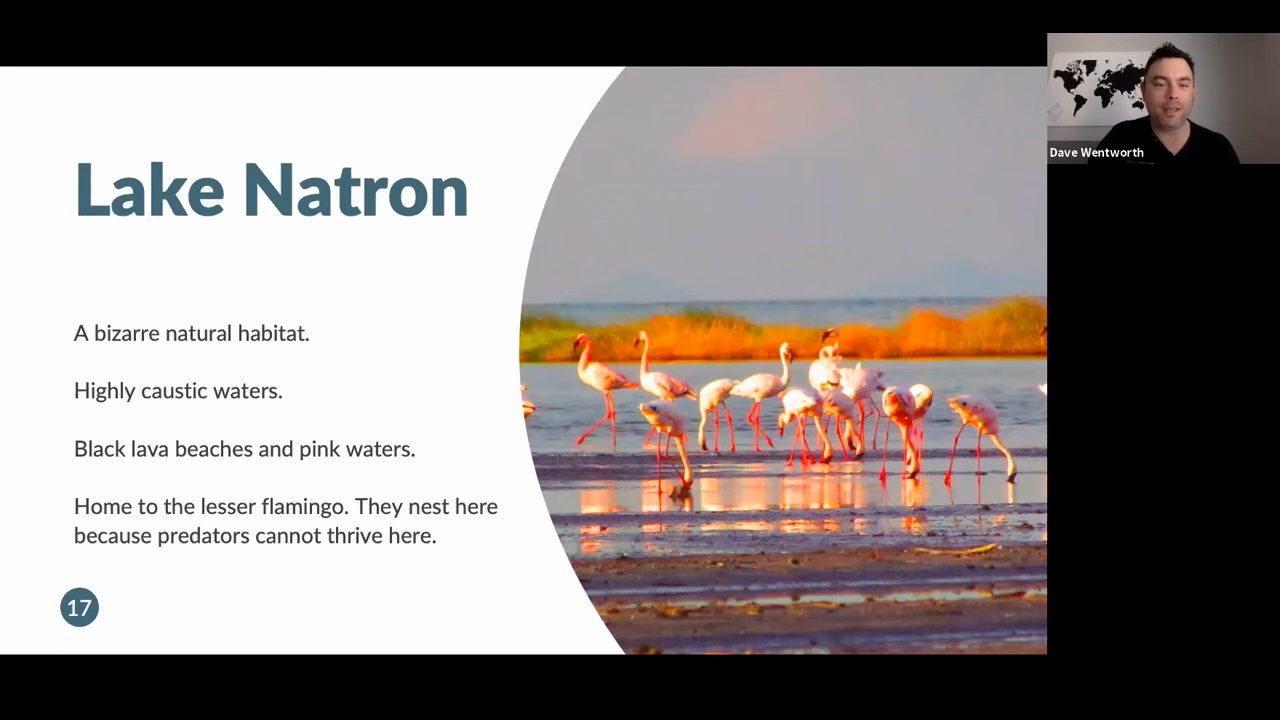 Lake Natron
A bizarre natural habitat.
Highly caustic waters.
Black lava beaches and pink waters.
Home to the lesser flamingo. They nest here
because predators cannot thrive here.
17
Dave Wentworth